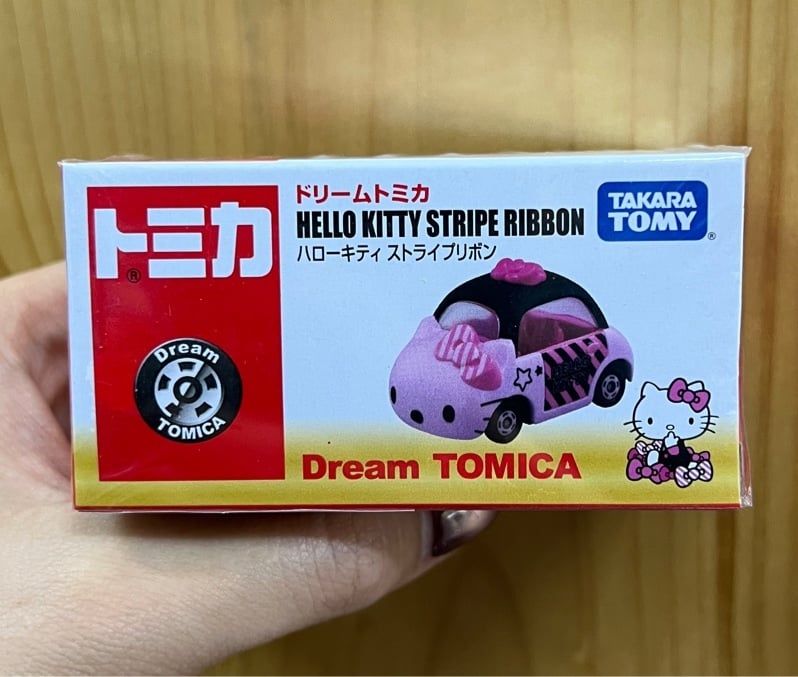 トミカ
®
Dream
TOMICA
ドリームトミカ
HELLO KITTY STRIPE RIBBON
ハローキティ ストライプリボン
TAKARA
TOMY
®
Dream TOMICA